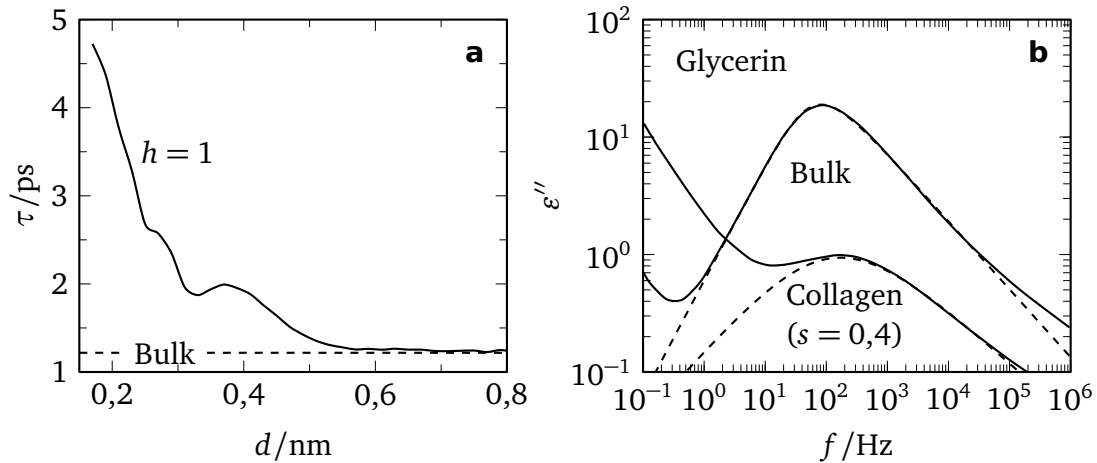 5
4
3
2
1
τ/ps
a
h = 1
Bulk
0,2
0,4
0,6
0,8
d/nm
10²
10¹
10⁰
10⁻¹
ε″
Glycerin
b
Bulk
Collagen
(s = 0,4)
10⁻¹ 10⁰ 10¹ 10² 10³ 10⁴ 10⁵ 10⁶
f/Hz